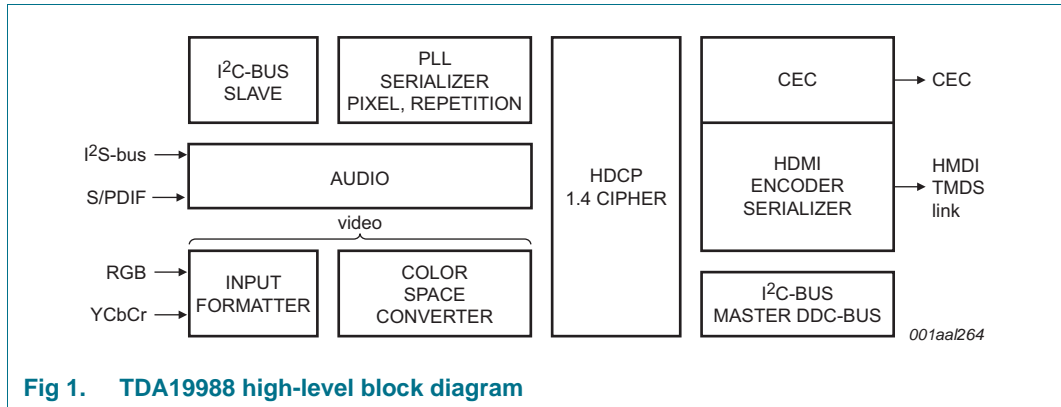 I2C-BUS
SLAVE
PLL
SERIALIZER
PIXEL, REPETITION
HDCP
1.4 CIPHER
CEC
CEC
I2S-bus
S/PDIF
AUDIO
HDMI
ENCODER
SERIALIZER
HMDI
TMDS
link
video
RGB
YCbCr
INPUT
FORMATTER
COLOR
SPACE
CONVERTER
I2C-BUS
MASTER DDC-BUS
001aal264
Fig 1. TDA19988 high-level block diagram